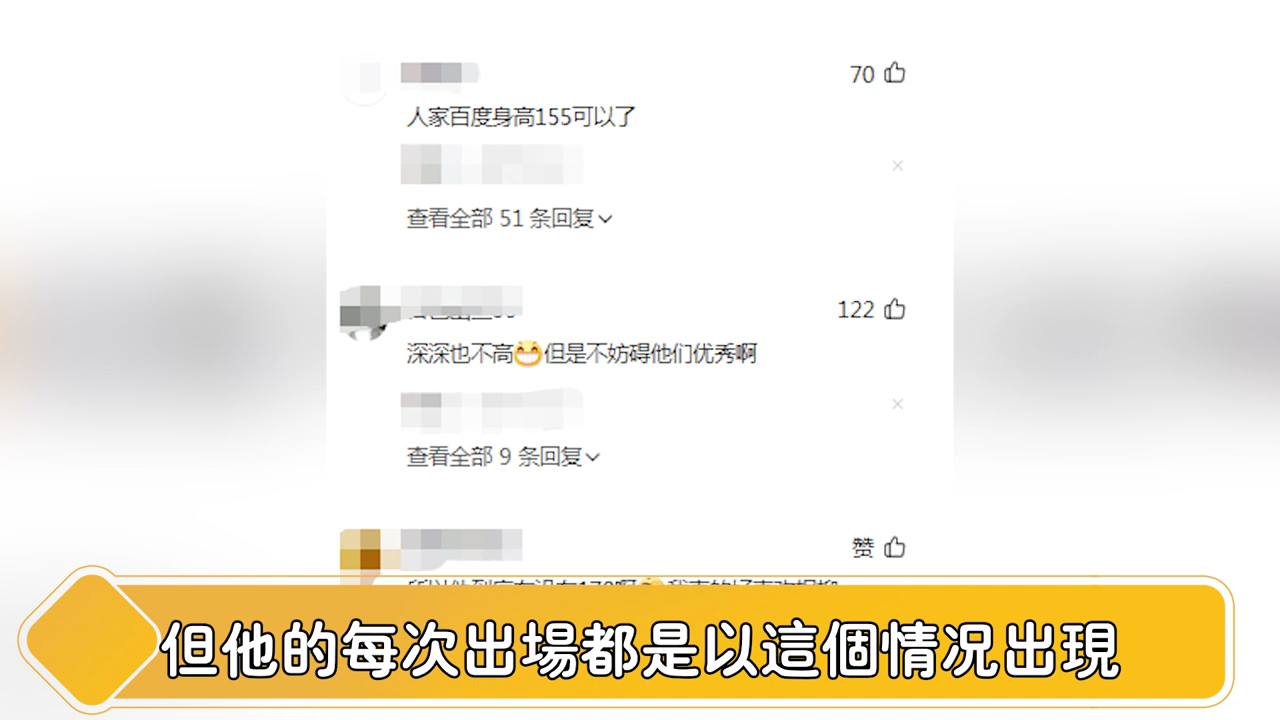 70
人家百度身高155可以了
查看全部 51 条回复
122
深深也不高😁但是不妨碍他们优秀啊
查看全部 9 条回复
赞
但他的每次出場都是以這個情况出現